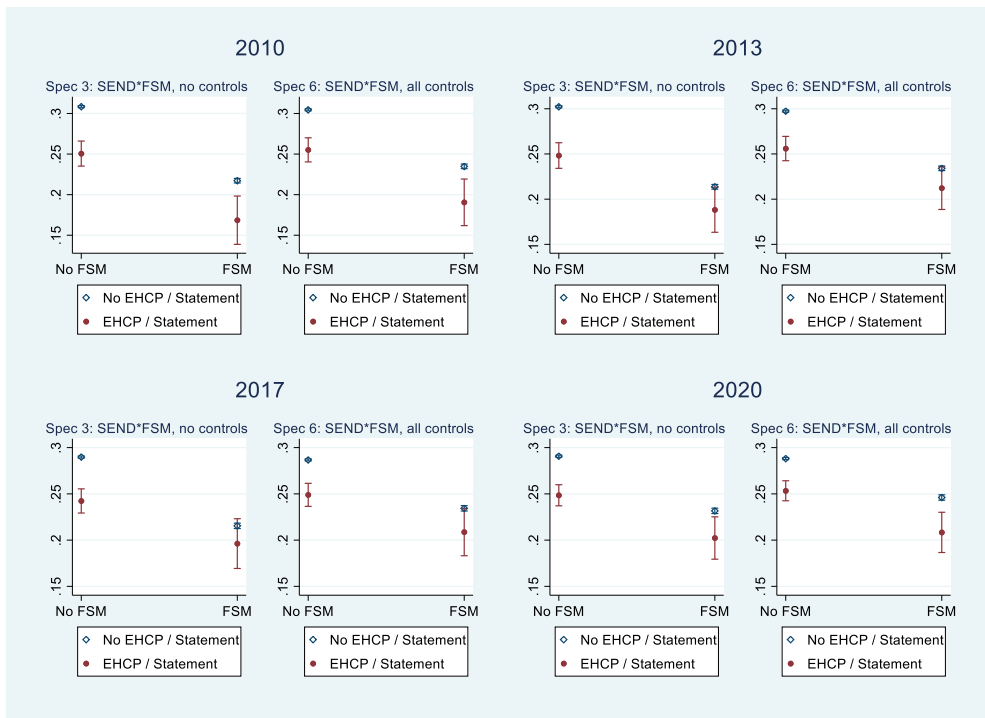 2010
Spec 3: SEND*FSM, no controls
.3
.25
.2
.15
No FSM
FSM
No EHCP / Statement
EHCP / Statement
Spec 6: SEND*FSM, all controls
.3
.25
.2
.15
No FSM
FSM
No EHCP / Statement
EHCP / Statement
2013
Spec 3: SEND*FSM, no controls
.3
.25
.2
.15
No FSM
FSM
No EHCP / Statement
EHCP / Statement
Spec 6: SEND*FSM, all controls
.3
.25
.2
.15
No FSM
FSM
No EHCP / Statement
EHCP / Statement
2017
Spec 3: SEND*FSM, no controls
.3
.25
.2
.15
No FSM
FSM
No EHCP / Statement
EHCP / Statement
Spec 6: SEND*FSM, all controls
.3
.25
.2
.15
No FSM
FSM
No EHCP / Statement
EHCP / Statement
2020
Spec 3: SEND*FSM, no controls
.3
.25
.2
.15
No FSM
FSM
No EHCP / Statement
EHCP / Statement
Spec 6: SEND*FSM, all controls
.3
.25
.2
.15
No FSM
FSM
No EHCP / Statement
EHCP / Statement